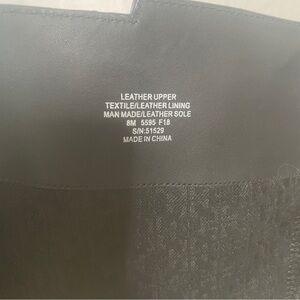 LEATHER UPPER
TEXTILE/LEATHER LINING
MAN MADE/LEATHER SOLE
8M 5595 F18
S/N:51529
MADE IN CHINA